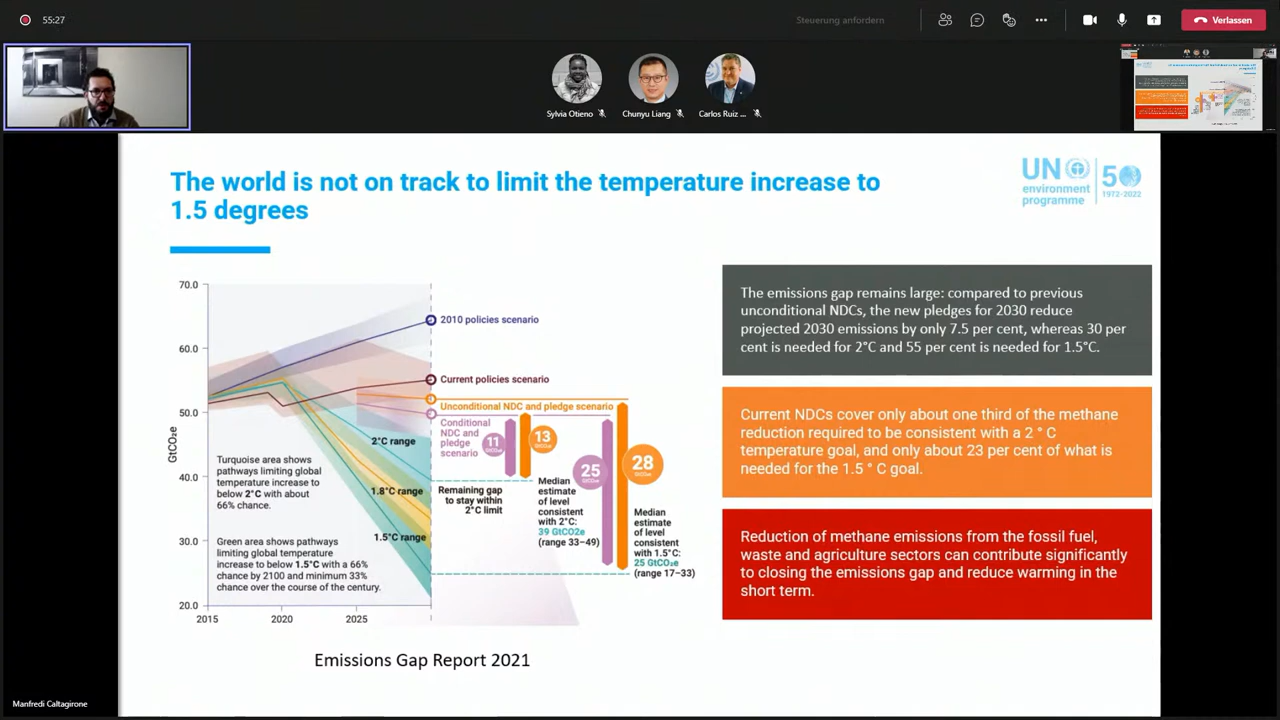 55:27
Steuerung anfordern
Verlassen
Sylvia Otieno
Chunyu Liang
Carlos Ruiz ...
The world is not on track to limit the temperature increase to
1.5 degrees
UN
environment
programme
50
1972-2022
70.0
60.0
50.0
40.0
30.0
20.0
GtCO₂e
2015
2020
2025
2010 policies scenario
Current policies scenario
Unconditional NDC and pledge scenario
Conditional
NDC and
pledge
scenario
11
GtCO₂e
13
GtCO₂e
25
GtCO₂e
28
GtCO₂e
2°C range
1.8°C range
1.5°C range
Turquoise area shows
pathways limiting global
temperature increase to
below 2°C with about
66% chance.
Green area shows pathways
limiting global temperature
increase to below 1.5°C with a 66%
chance by 2100 and minimum 33%
chance over the course of the century.
Remaining gap
to stay within
2°C limit
Median
estimate
of level
consistent
with 2°C:
39 GtCO2e
(range 33–49)
Median
estimate
of level
consistent
with 1.5°C:
25 GtCO₂e
(range 17–33)
Emissions Gap Report 2021
The emissions gap remains large: compared to previous
unconditional NDCs, the new pledges for 2030 reduce
projected 2030 emissions by only 7.5 per cent, whereas 30 per
cent is needed for 2°C and 55 per cent is needed for 1.5°C.
Current NDCs cover only about one third of the methane
reduction required to be consistent with a 2 ° C
temperature goal, and only about 23 per cent of what is
needed for the 1.5 ° C goal.
Reduction of methane emissions from the fossil fuel,
waste and agriculture sectors can contribute significantly
to closing the emissions gap and reduce warming in the
short term.
Manfredi Caltagirone